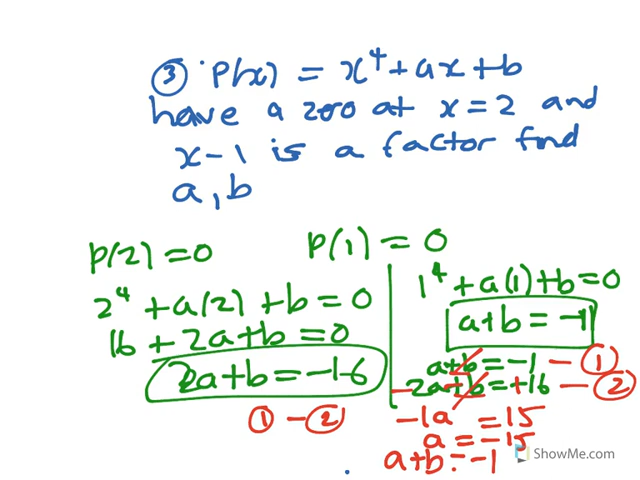 ③ P(x) = x⁴ + ax + b
have a zero at x = 2 and
x - 1 is a factor find
a, b
P(2) = 0
P(1) = 0
2⁴ + a(2) + b = 0
16 + 2a + b = 0
2a + b = -16
① - ②
1⁴ + a(1) + b = 0
a + b = -1
a + b = -1 - ①
-2a - b = +16 - ②
-1a = 15
a = -15
a + b = -1
ShowMe.com